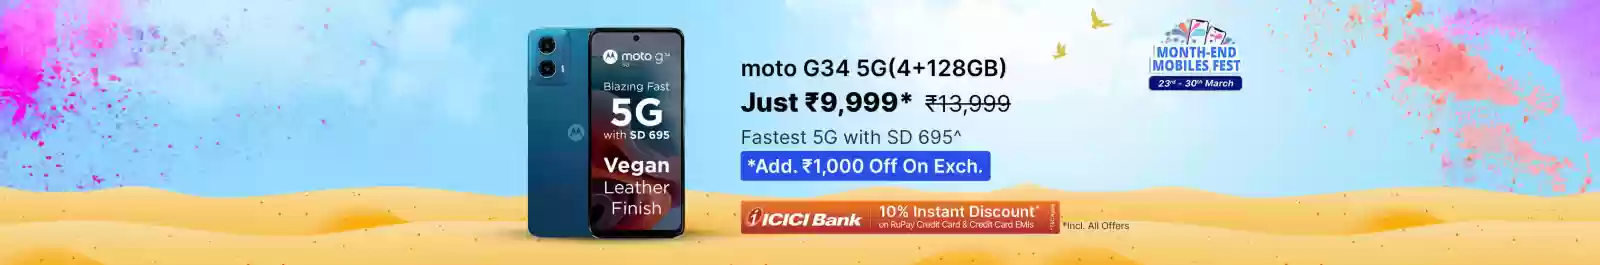 moto g34
5G
Blazing Fast
5G
with SD 695
Vegan
Leather
Finish
moto G34 5G(4+128GB)
Just ₹9,999* ₹13,999
Fastest 5G with SD 695^
*Add. ₹1,000 Off On Exch.
ICICI Bank
10% Instant Discount*
on RuPay Credit Card & Credit Card EMIs
*Incl. All Offers
MONTH-END
MOBILES FEST
23rd - 30th March